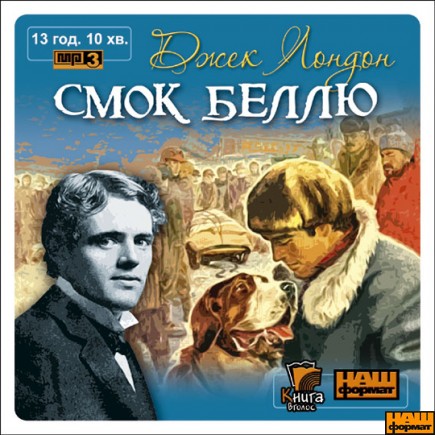 13 год. 10 хв.
mp3
Джек Лондон
СМОК БЕЛЛЮ
Книга
Вголос
НАШ
формат
НАШ
формат